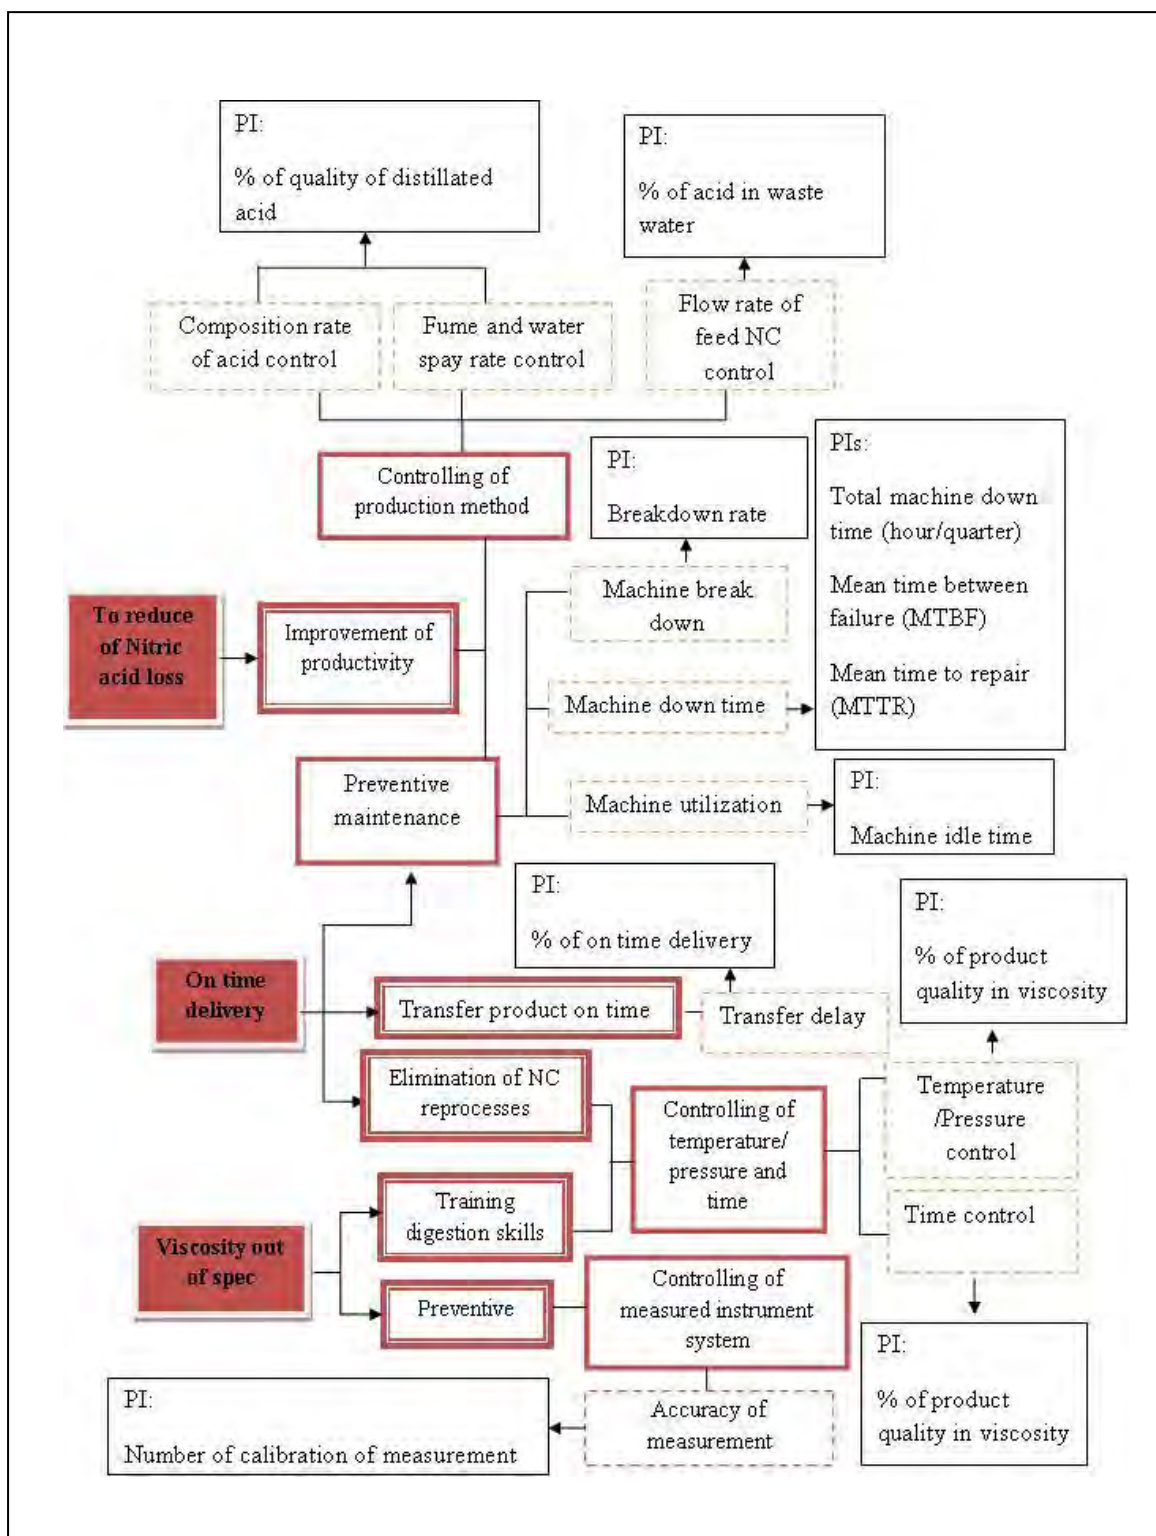 PI:
% of quality of distillated
acid
PI:
% of acid in waste
water
Composition rate
of acid control
Fume and water
spay rate control
Flow rate of
feed NC
control
Controlling of
production method
PI:
Breakdown rate
PIs:
Total machine down
time (hour/quarter)
Mean time between
failure (MTBF)
Mean time to repair
(MTTR)
Machine break
down
To reduce
of Nitric
acid loss
Improvement of
productivity
Machine down time
Preventive
maintenance
Machine utilization
PI:
Machine idle time
PI:
% of on time delivery
PI:
% of product
quality in viscosity
On time
delivery
Transfer product on time
Transfer delay
Elimination of NC
reprocesses
Controlling of
temperature/
pressure and
time
Temperature
/Pressure
control
Training
digestion skills
Time control
Viscosity out
of spec
Preventive
Controlling of
measured instrument
system
PI:
% of product
quality in viscosity
PI:
Number of calibration of measurement
Accuracy of
measurement